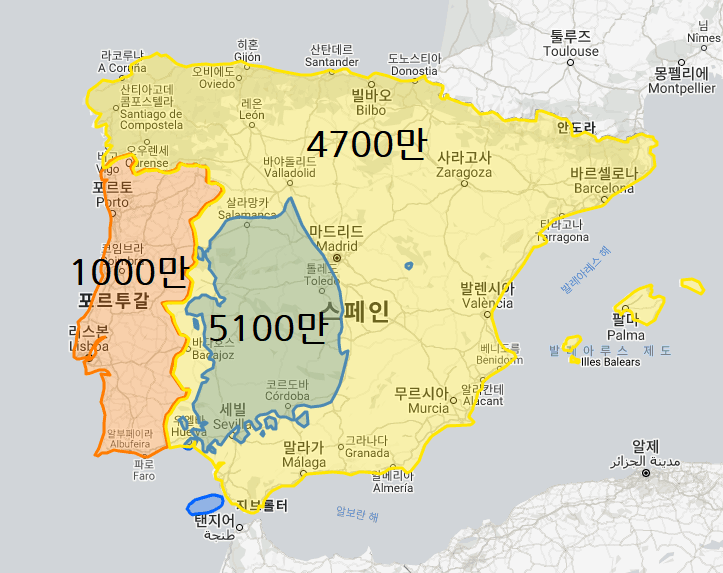 라코루냐
A Coruña
히혼
Gijón
산탄데르
Santander
도노스티아
Donostia
툴루즈
Toulouse
님
Nîmes
몽펠리에
Montpellier
오비에도
Oviedo
산티아고데
콤포스텔라
Santiago de
Compostela
레온
León
빌바오
Bilbo
4700만
안도라
비고
Vigo
오우렌세
Ourense
바야돌리드
Valladolid
사라고사
Zaragoza
바르셀로나
Barcelona
포르토
Porto
살라망카
Salamanca
타라고나
Tarragona
마드리드
Madrid
코임브라
Coimbra
1000만
포르투갈
톨레도
Toledo
발레아레스 해
발렌시아
València
스페인
팔마
Palma
5100만
리스본
Lisboa
바다호스
Badajoz
베니도름
Benidorm
발레아루스 제도
Illes Balears
코르도바
Córdoba
무르시아
Murcia
알리칸테
Alacant
세빌
Sevilla
우엘바
Huelva
알부페이라
Albufeira
파로
Faro
말라가
Málaga
그라나다
Granada
알메리아
Almería
알제
مدينة الجزائر
지브롤터
탠지어
طنجة
알보란 해